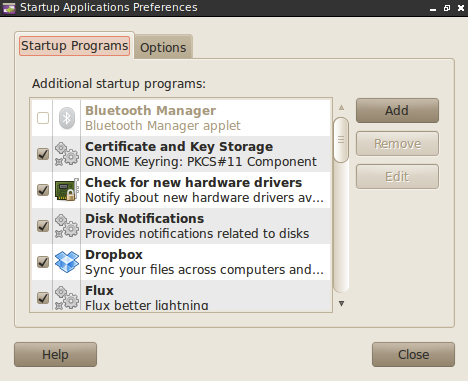 Startup Applications Preferences
Startup Programs
Options
Additional startup programs:
Bluetooth Manager
Bluetooth Manager applet
Certificate and Key Storage
GNOME Keyring: PKCS#11 Component
Check for new hardware drivers
Notify about new hardware drivers av...
Disk Notifications
Provides notifications related to disks
Dropbox
Sync your files across computers and...
Flux
Flux better lightning
Add
Remove
Edit
Help
Close